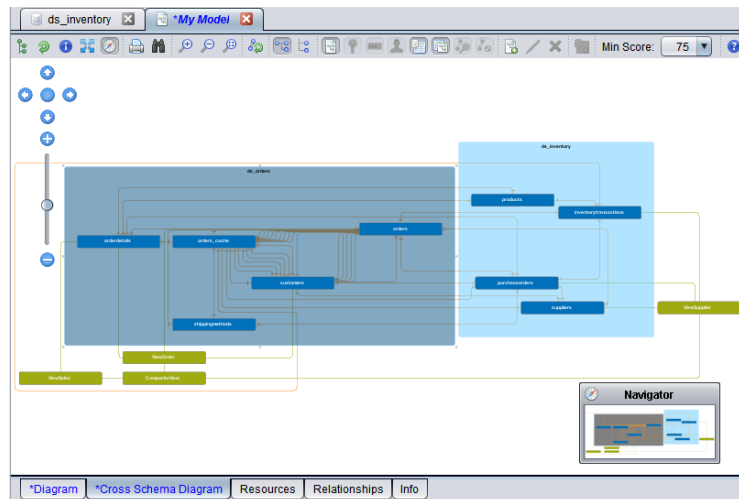 ds_inventory
*My Model
Min Score: 75
ds_inventory
ds_orders
products
inventorytransactions
orders
orderdetails
orders_cache
customers
purchaseorders
suppliers
ViewSupplier
shippingmethods
ViewOrder
ViewSales
CompositeView
Navigator
*Diagram
*Cross Schema Diagram
Resources
Relationships
Info